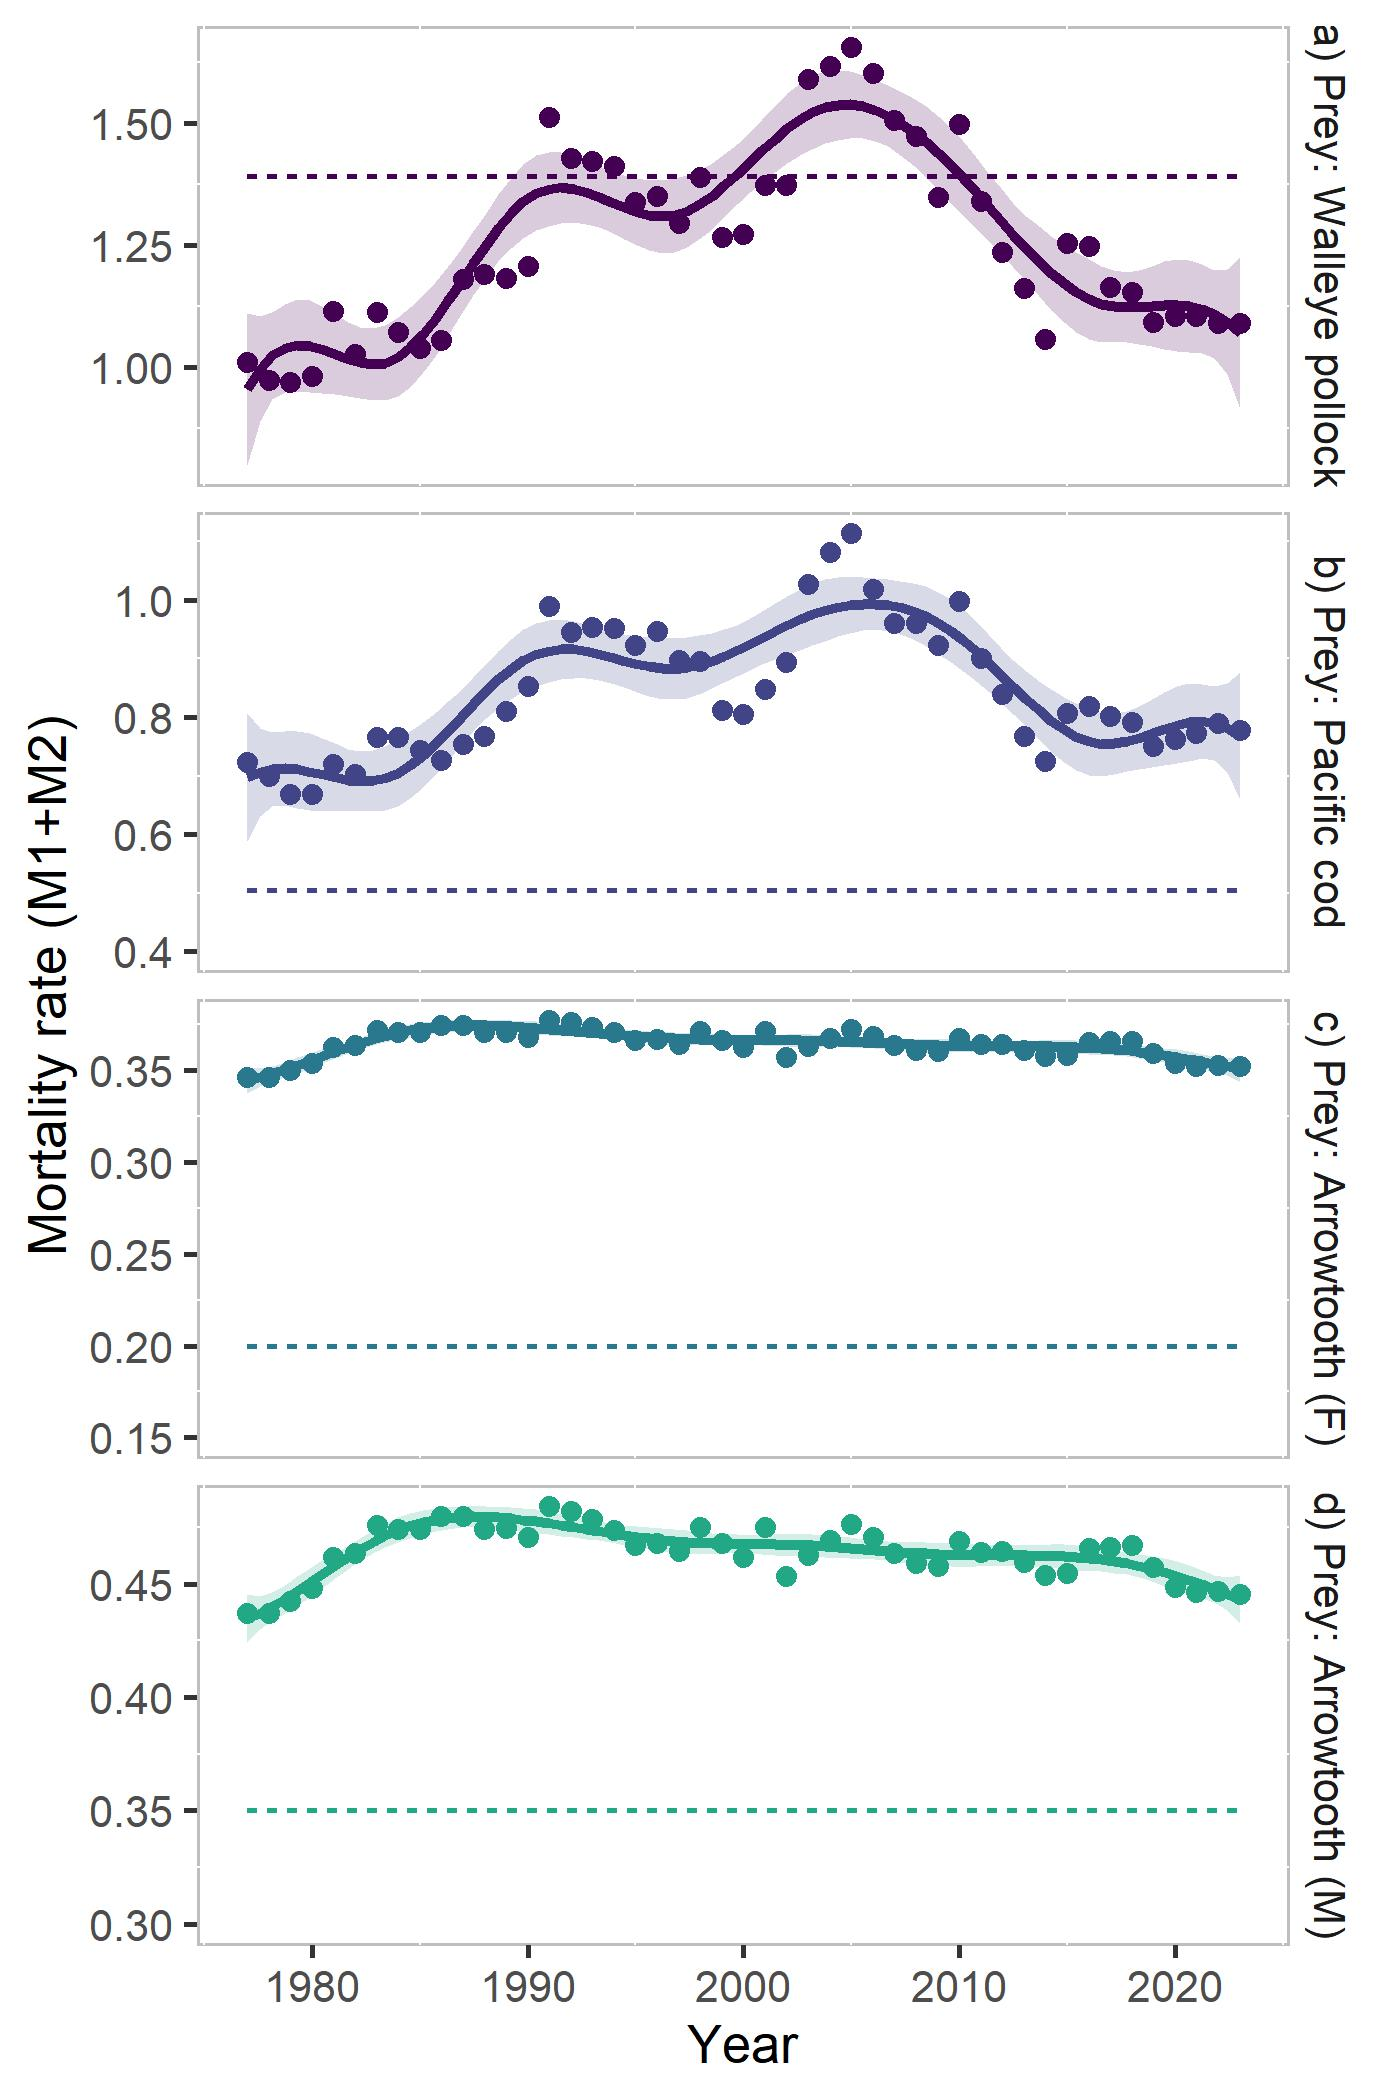 Mortality rate (M1+M2)
1.50
1.25
1.00
a) Prey: Walleye pollock
1.0
0.8
0.6
0.4
b) Prey: Pacific cod
0.35
0.30
0.25
0.20
0.15
c) Prey: Arrowtooth (F)
0.45
0.40
0.35
0.30
d) Prey: Arrowtooth (M)
1980 1990 2000 2010 2020
Year